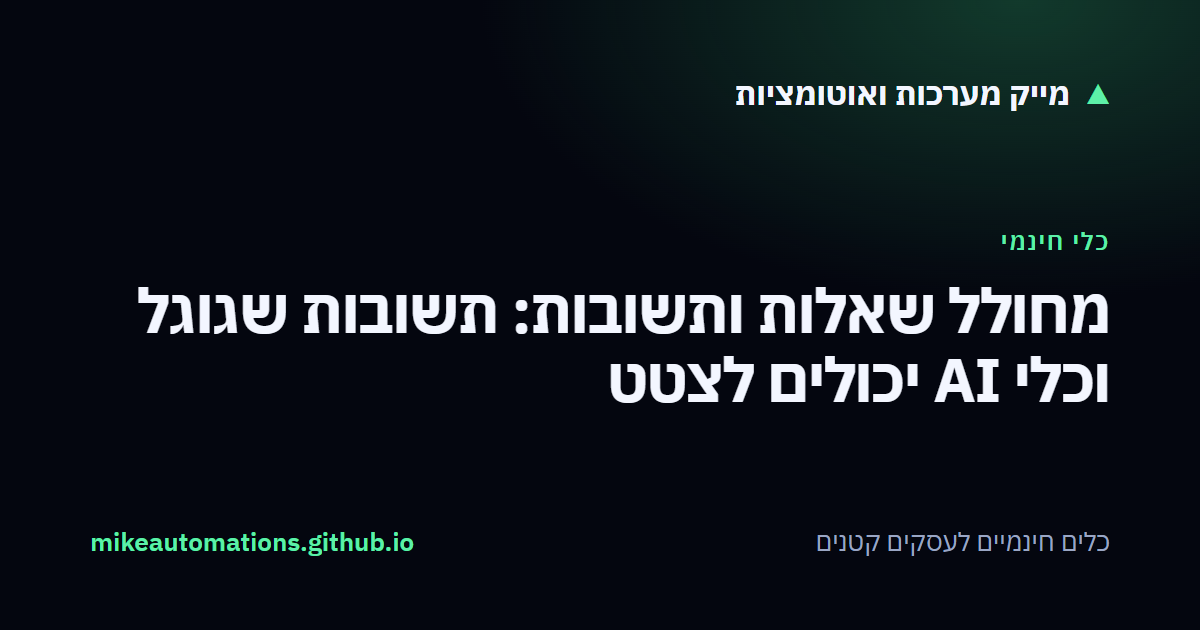 מייק מערכות ואוטומציות
כלי חינמי
מחולל שאלות ותשובות: תשובות שגוגל
וכלי AI יכולים לצטט
כלים חינמיים לעסקים קטנים
mikeautomations.github.io